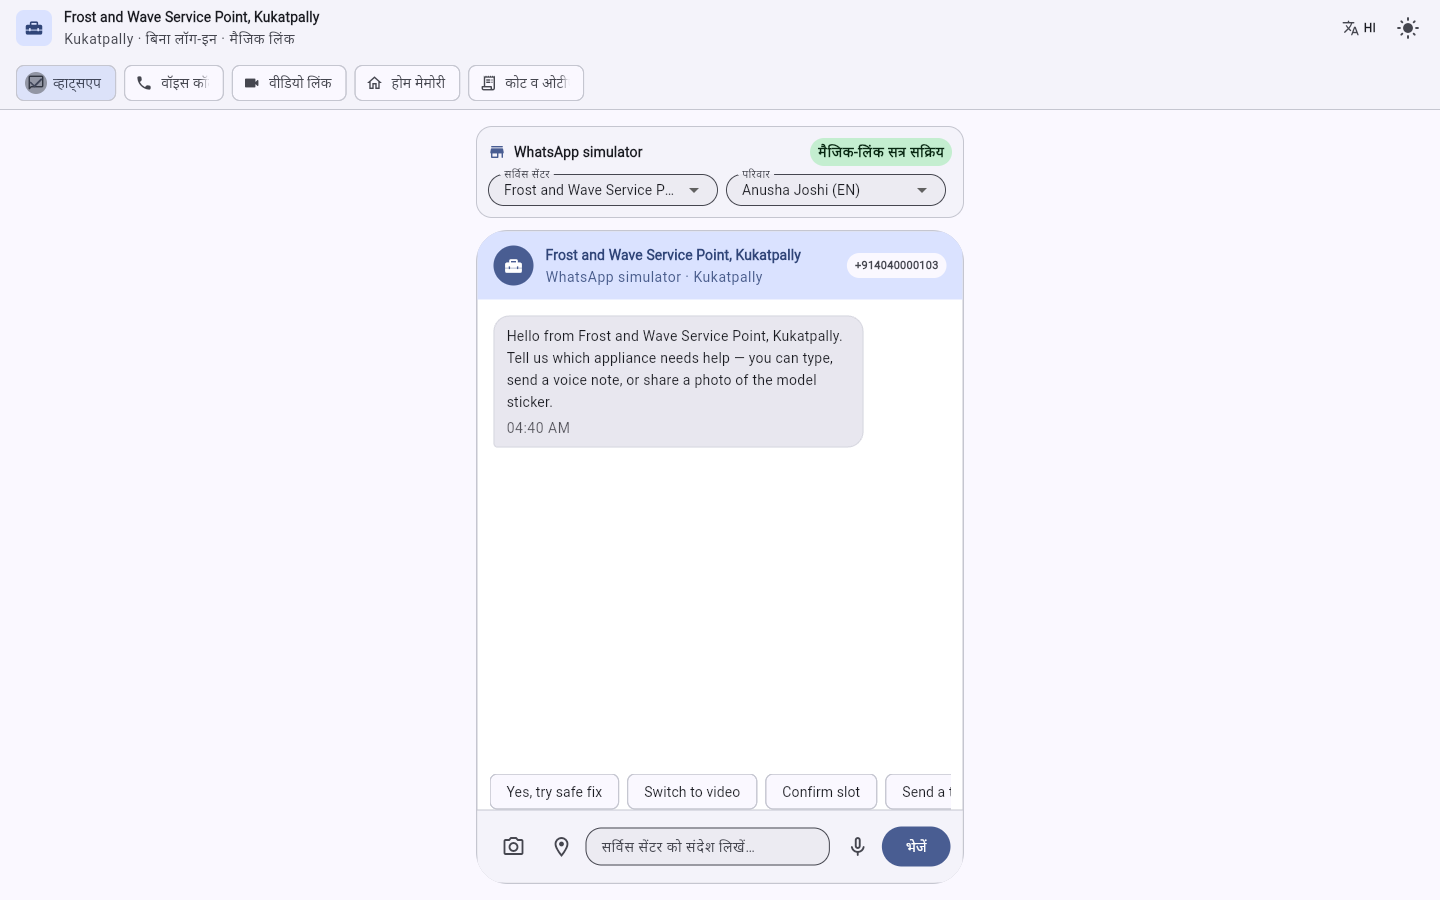 Frost and Wave Service Point, Kukatpally
Kukatpally · बिना लॉग-इन · मैजिक लिंक
HI
व्हाट्सएप
वॉइस
वीडियो लिंक
होम मेमोरी
कोट व
WhatsApp simulator
मैजिक-लिंक सत्र सक्रिय
सर्विस सेंटर
परिवार
Frost and Wave Service P...
Anusha Joshi (EN)
Frost and Wave Service Point, Kukatpally
WhatsApp simulator · Kukatpally
+914040000103
Hello from Frost and Wave Service Point, Kukatpally.
Tell us which appliance needs help — you can type,
send a voice note, or share a photo of the model
sticker.
04:40 AM
Yes, try safe fix
Switch to video
Confirm slot
Send a
सर्विस सेंटर को संदेश लिखें...
भेजें